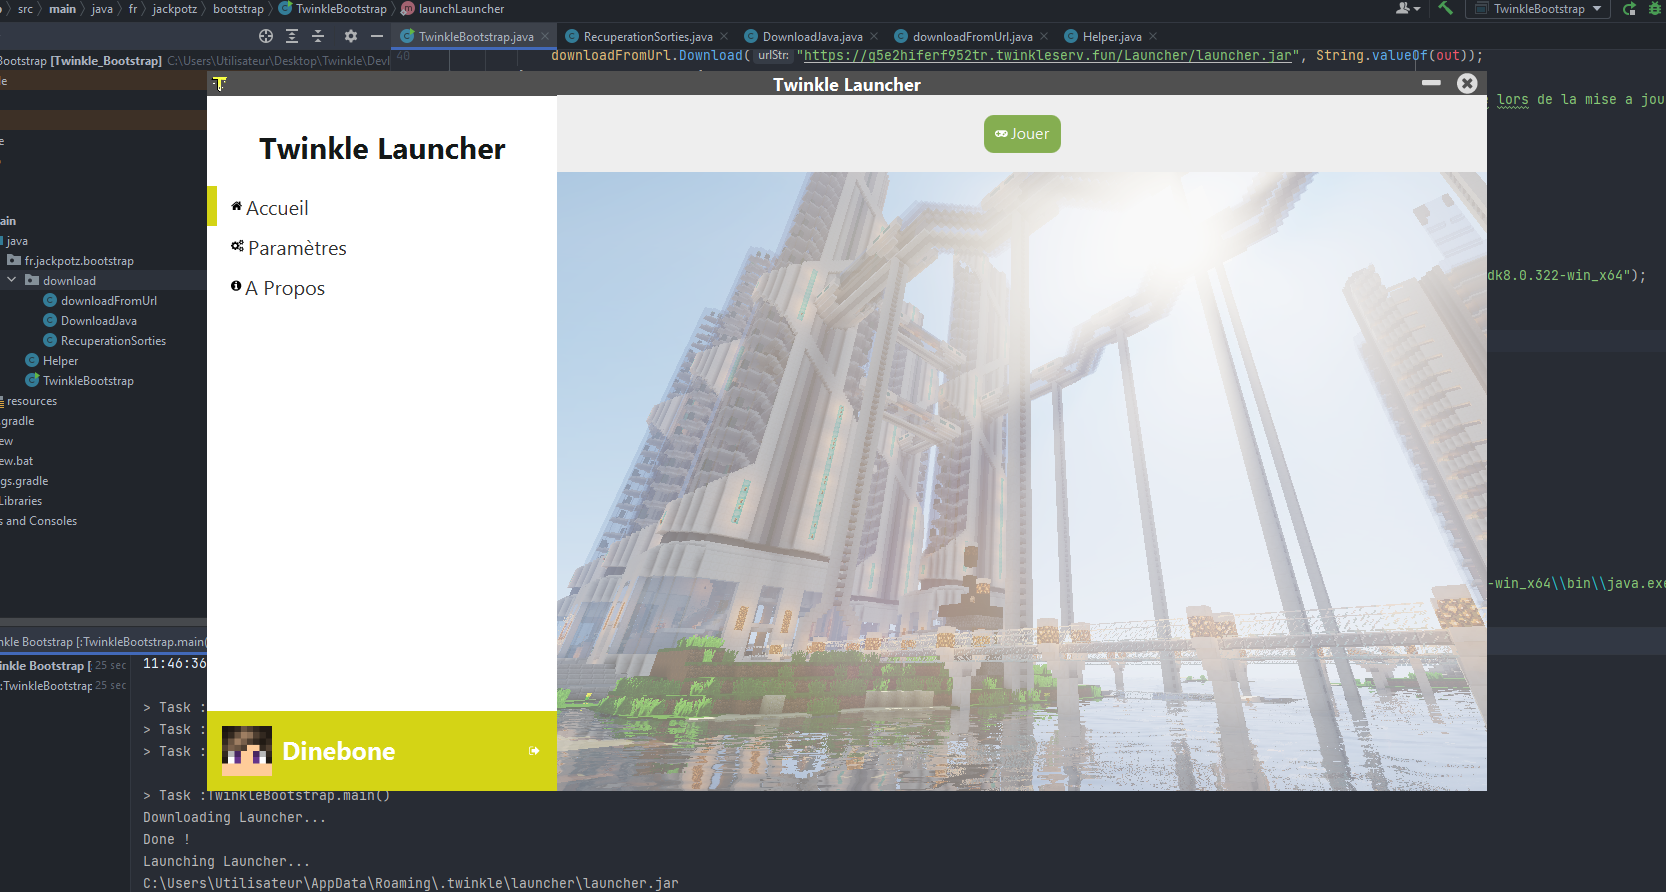 src main java fr jackpotz bootstrap TwinkleBootstrap launchLauncher
TwinkleBootstrap
TwinkleBootstrap.java RecuperationSorties.java DownloadJava.java downloadFromUrl.java Helper.java
Bootstrap [Twinkle_Bootstrap] C:\Users\Utilisateur\Desktop\Twinkle\Dev\
40 downloadFromUrl.Download( urlStr: "https://q5e2hiferf952tr.twinkleserv.fun/Launcher/launcher.jar", String.valueOf(out));
Twinkle Launcher
lors de la mise a jou
Jouer
Twinkle Launcher
Accueil
Paramètres
A Propos
dk8.0.322-win_x64");
ain
java
fr.jackpotz.bootstrap
download
downloadFromUrl
DownloadJava
RecuperationSorties
Helper
TwinkleBootstrap
resources
.gradle
ew
ew.bat
gs.gradle
Libraries
s and Consoles
-win_x64\\bin\\java.exe
nkle Bootstrap [:TwinkleBootstrap.main(
inkle Bootstrap [ 25 sec
:TwinkleBootstrap 25 sec
11:46:36
> Task :
> Task :
> Task :
Dinebone
> Task :TwinkleBootstrap.main()
Downloading Launcher...
Done !
Launching Launcher...
C:\Users\Utilisateur\AppData\Roaming\.twinkle\launcher\launcher.jar